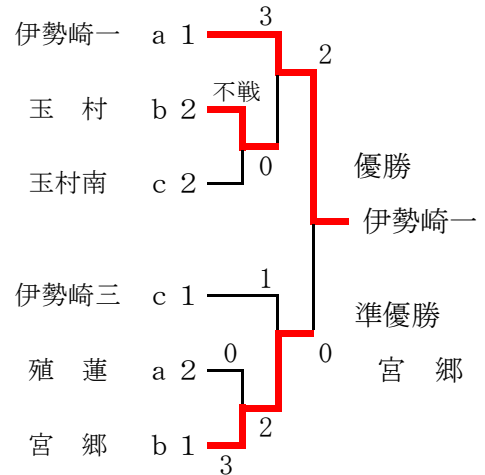 3
伊勢崎一 a 1
2
不戦
玉 村 b 2
0
優勝
玉村南 c 2
伊勢崎一
1
伊勢崎三 c 1
準優勝
0
0
殖 蓮 a 2
宮 郷
2
宮 郷 b 1
3